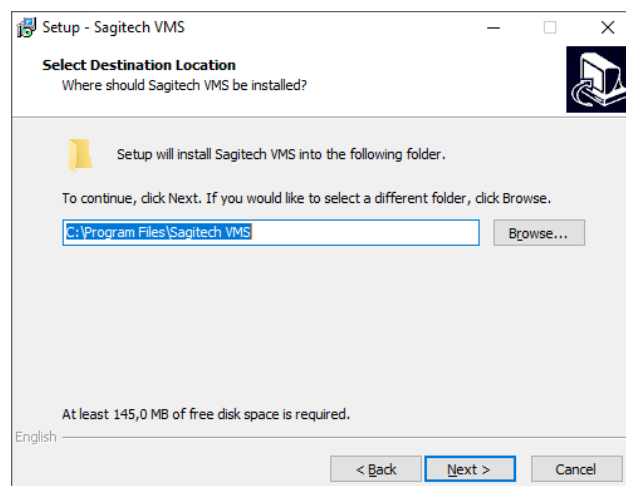 Setup - Sagitech VMS
Select Destination Location
Where should Sagitech VMS be installed?
Setup will install Sagitech VMS into the following folder.
To continue, click Next. If you would like to select a different folder, click Browse.
C:\Program Files\Sagitech VMS
Browse...
At least 145,0 MB of free disk space is required.
English
< Back
Next >
Cancel